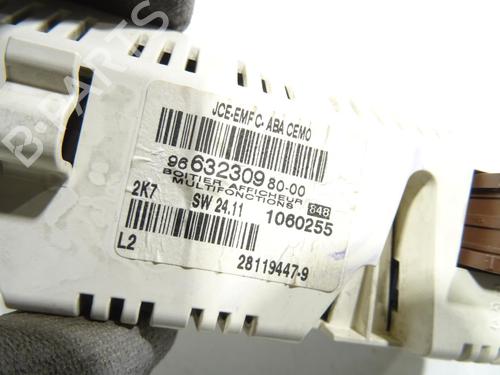 JCE-EMF C- ABA CEMO
96 632309 80-00
BOITIER AFFICHEUR
MULTIFONCTIONS
848
2K7
SW 24.11
1060255
L2
28119447-9
B-PARTS